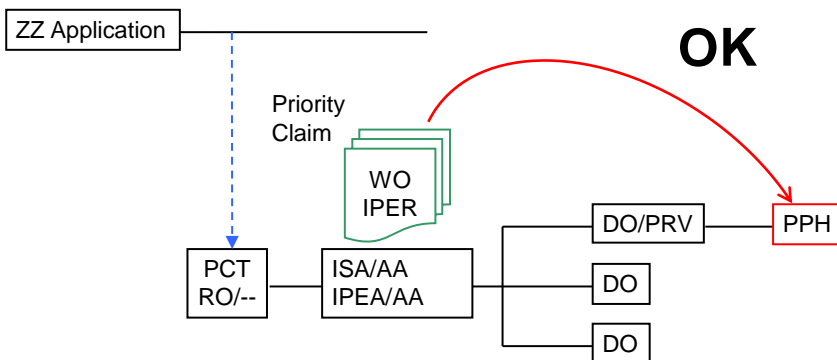 ZZ Application
OK
Priority
Claim
WO
IPER
DO/PRV
PPH
PCT
RO/--
ISA/AA
IPEA/AA
DO
DO